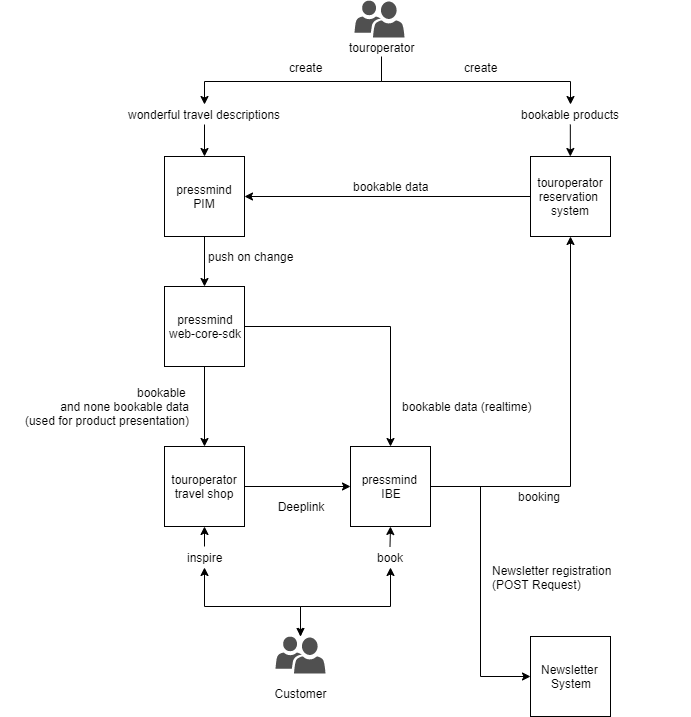 touroperator
create
create
wonderful travel descriptions
bookable products
pressmind
PIM
bookable data
touroperator
reservation
system
push on change
pressmind
web-core-sdk
bookable
and none bookable data
(used for product presentation)
bookable data (realtime)
touroperator
travel shop
Deeplink
pressmind
IBE
booking
inspire
book
Newsletter registration
(POST Request)
Customer
Newsletter
System